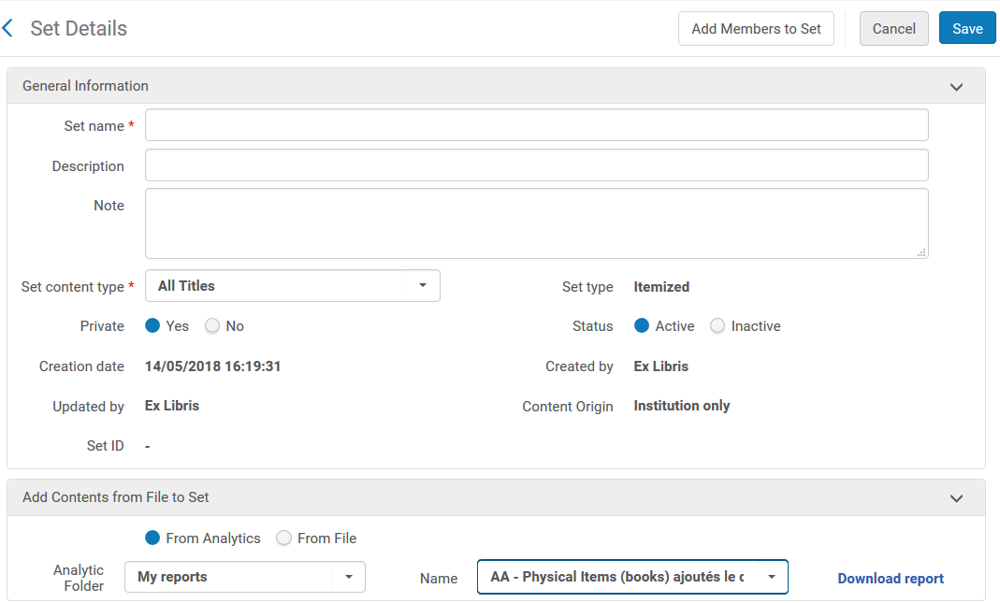 Set Details
Add Members to Set
Cancel
Save
General Information
Set name *
Description
Note
Set content type * All Titles
Set type Itemized
Private Yes No
Status Active Inactive
Creation date 14/05/2018 16:19:31
Created by Ex Libris
Updated by Ex Libris
Content Origin Institution only
Set ID -
Add Contents from File to Set
From Analytics From File
Analytic
Folder
My reports
Name AA - Physical Items (books) ajoutés le
Download report